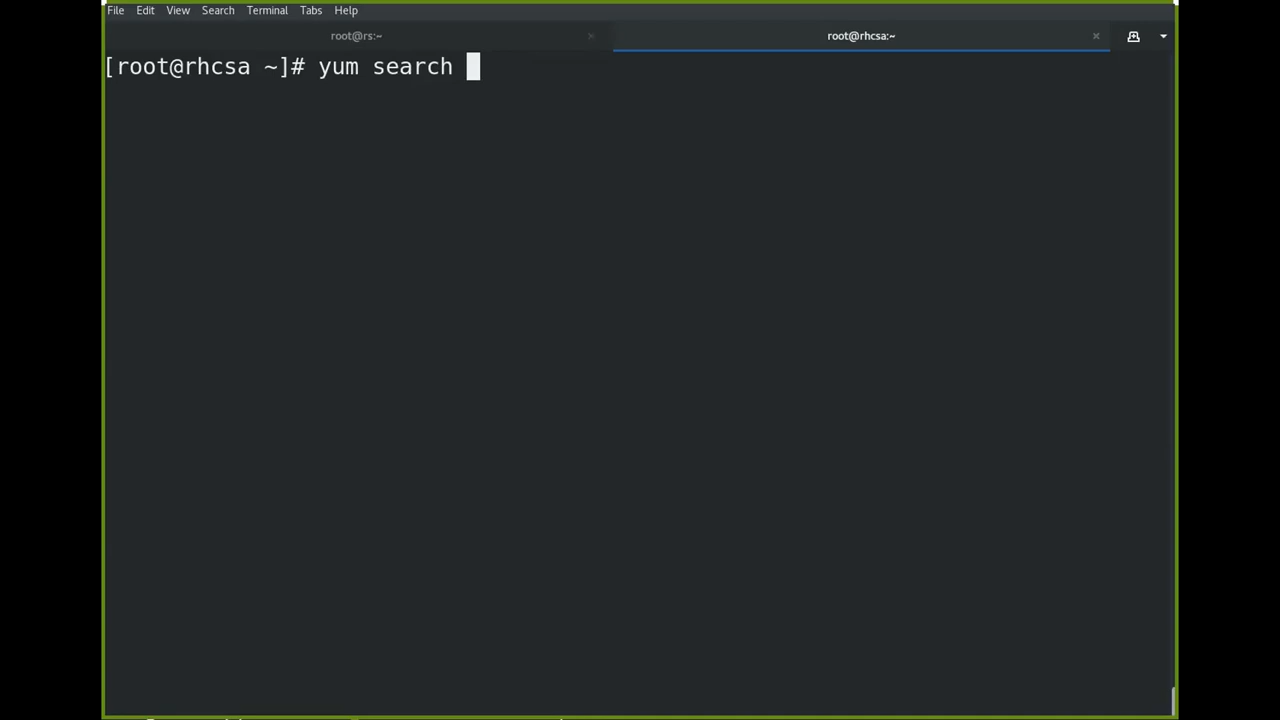 File Edit View Search Terminal Tabs Help
root@rs:~ × root@rhcsa:~ ×
[root@rhcsa ~]# yum search